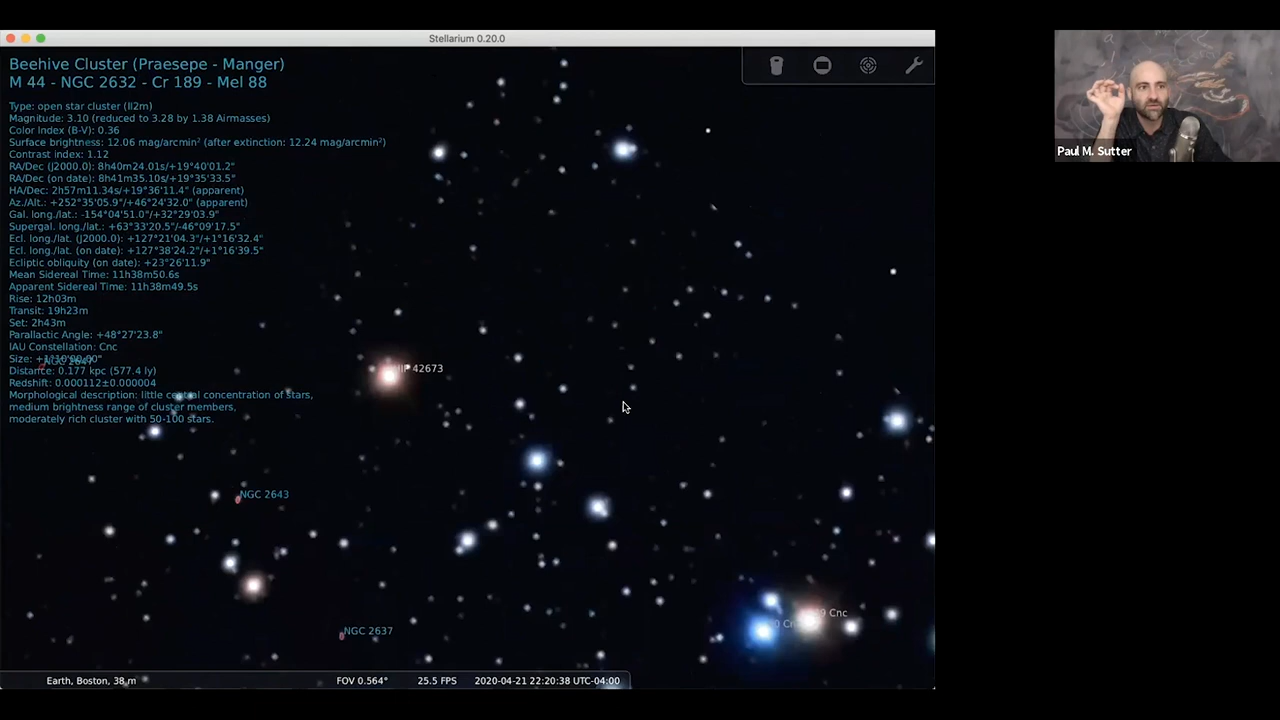 Stellarium 0.20.0
Beehive Cluster (Praesepe - Manger)
M 44 - NGC 2632 - Cr 189 - Mel 88
Type: open star cluster (II2m)
Magnitude: 3.10 (reduced to 3.28 by 1.38 Airmasses)
Color Index (B-V): 0.36
Surface brightness: 12.06 mag/arcmin² (after extinction: 12.24 mag/arcmin²)
Contrast index: 1.12
RA/Dec (J2000.0): 8h40m24.01s/+19°40'01.2"
RA/Dec (on date): 8h41m35.10s/+19°35'33.5"
HA/Dec: 2h57m11.34s/+19°36'11.4" (apparent)
Az./Alt.: +252°35'05.9"/+46°24'32.0" (apparent)
Gal. long./lat.: -154°04'51.0"/+32°29'03.9"
Supergal. long./lat.: +63°33'20.5"/-46°09'17.5"
Ecl. long./lat. (J2000.0): +127°21'04.3"/+1°16'32.4"
Ecl. long./lat. (on date): +127°38'24.2"/+1°16'39.5"
Ecliptic obliquity (on date): +23°26'11.9"
Mean Sidereal Time: 11h38m50.6s
Apparent Sidereal Time: 11h38m49.5s
Rise: 12h03m
Transit: 19h23m
Set: 2h43m
Parallactic Angle: +48°27'23.8"
IAU Constellation: Cnc
Size:
Distance: 0.177 kpc (577.4 ly)
Redshift: 0.000112±0.000004
Morphological description: little central concentration of stars,
medium brightness range of cluster members,
moderately rich cluster with 50-100 stars.
HIP 42673
NGC 2643
NGC 2637
39 Cnc
Earth, Boston, 38 m
FOV 0.564°
25.5 FPS
2020-04-21 22:20:38 UTC-04:00
Paul M. Sutter